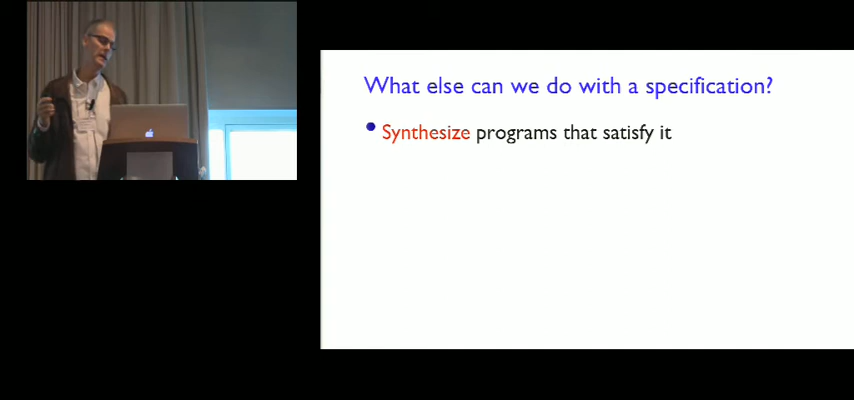 What else can we do with a specification?
• Synthesize programs that satisfy it